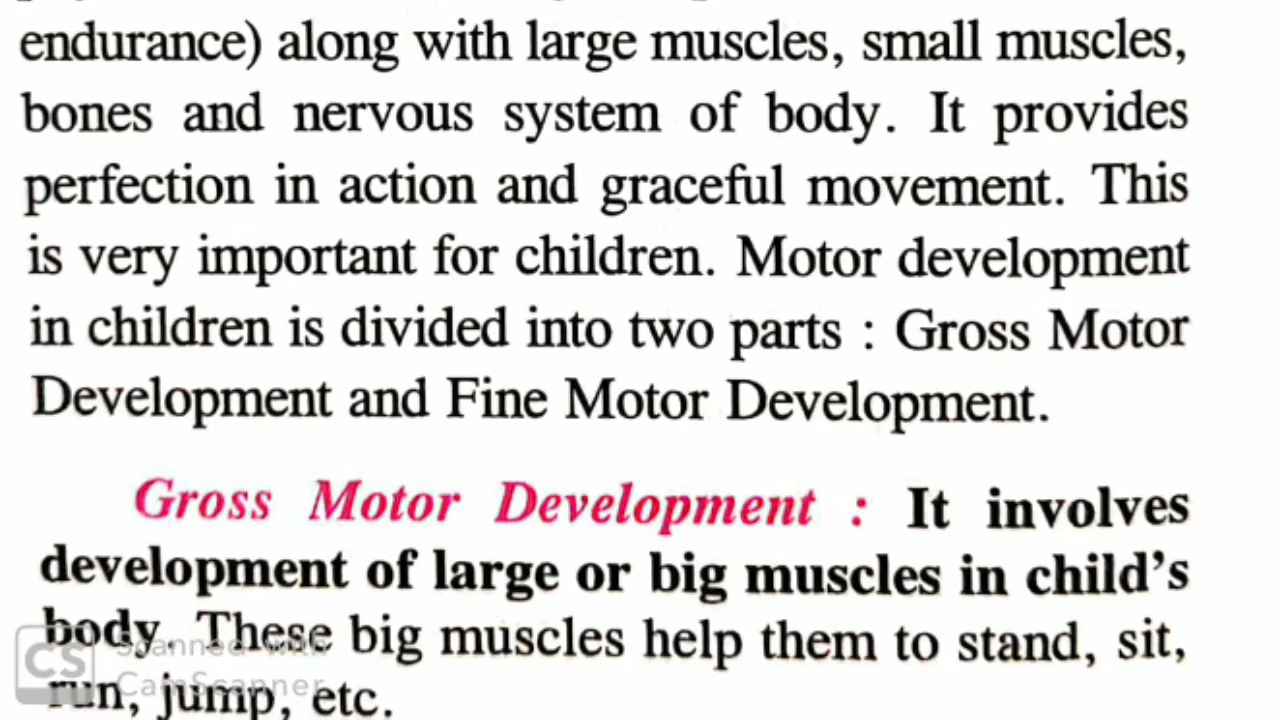 endurance) along with large muscles, small muscles,
bones and nervous system of body. It provides
perfection in action and graceful movement. This
is very important for children. Motor development
in children is divided into two parts : Gross Motor
Development and Fine Motor Development.
Gross Motor Development : It involves
development of large or big muscles in child's
body. These big muscles help them to stand, sit,
run, jump, etc.
CS Scanned with
CamScanner